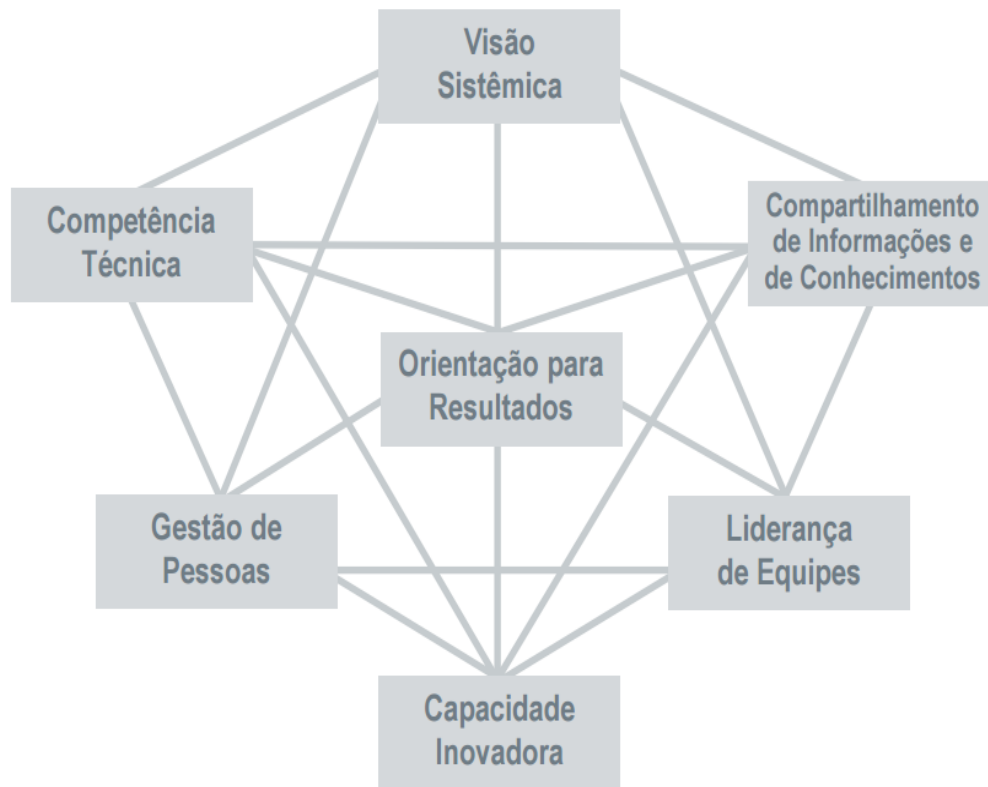 Visão
Sistêmica
Competência
Técnica
Compartilhamento
de Informações e
de Conhecimentos
Orientação para
Resultados
Gestão de
Pessoas
Liderança
de Equipes
Capacidade
Inovadora